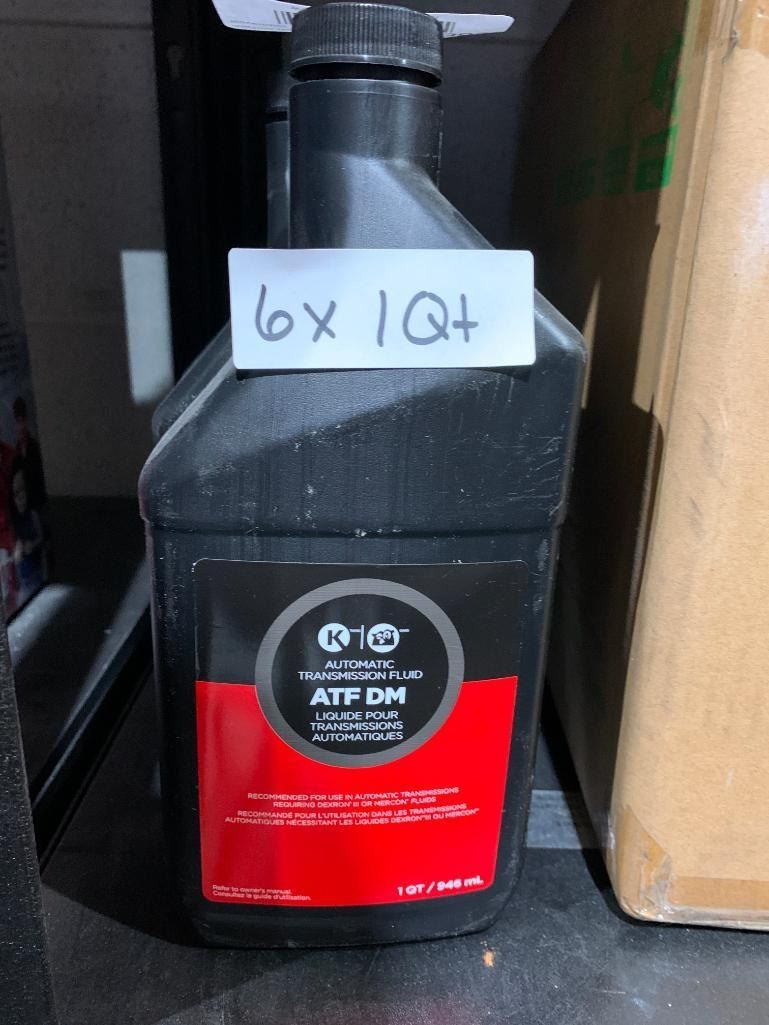 6x 1Qt
K
AUTOMATIC
TRANSMISSION FLUID
ATF DM
LIQUIDE POUR
TRANSMISSIONS
AUTOMATIQUES
RECOMMENDED FOR USE IN AUTOMATIC TRANSMISSIONS
REQUIRING DEXRON® III OR MERCON® FLUIDS
RECOMMANDÉ POUR L'UTILISATION DANS LES TRANSMISSIONS
AUTOMATIQUES NÉCESSITANT LES LIQUIDES DEXRON® III OU MERCON®
Refer to owner's manual.
Consultez la guide d'utilisation.
1 QT / 946 mL